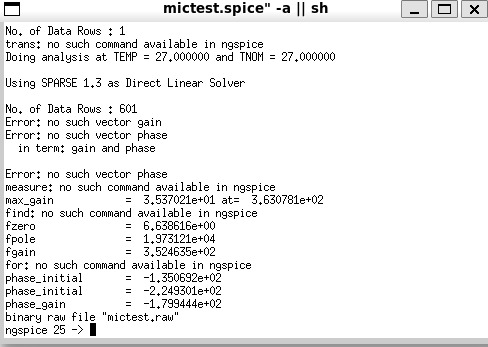 mictest.spice" -a || sh
No. of Data Rows : 1
trans: no such command available in ngspice
Doing analysis at TEMP = 27.000000 and TNOM = 27.000000
Using SPARSE 1.3 as Direct Linear Solver
No. of Data Rows : 601
Error: no such vector gain
Error: no such vector phase
in term: gain and phase
Error: no such vector phase
measure: no such command available in ngspice
max_gain = 3.537021e+01 at= 3.630781e+02
find: no such command available in ngspice
fzero = 6.638616e+00
fpole = 1.973121e+04
fgain = 3.524635e+02
for: no such command available in ngspice
phase_initial = -1.350692e+02
phase_initial = -2.249301e+02
phase_gain = -1.799444e+02
binary raw file "mictest.raw"
ngspice 25 ->